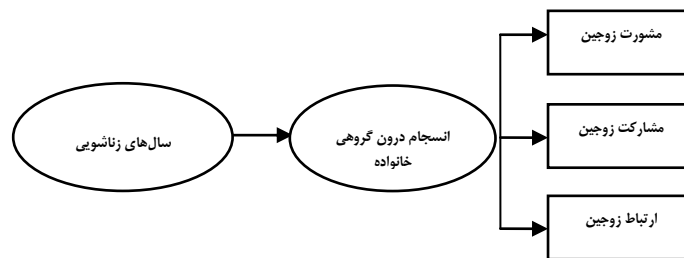 مشورت زوجین
سال‌های زناشویی
انسجام درون گروهی
خانواده
مشارکت زوجین
ارتباط زوجین